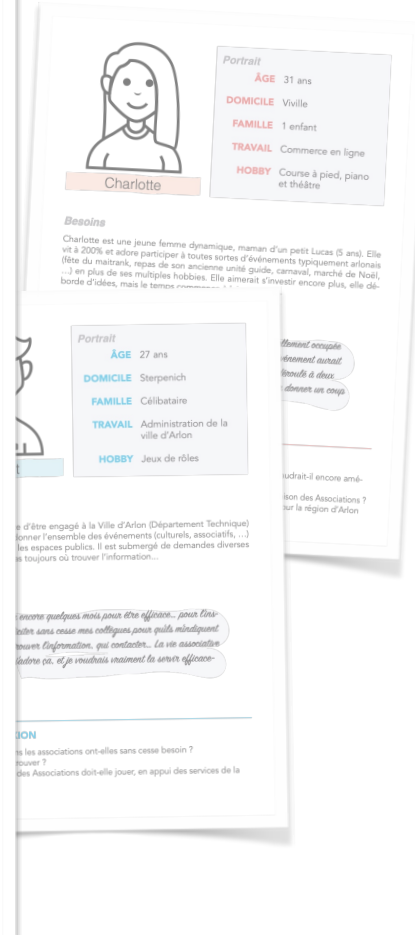 Portrait
ÂGE 31 ans
DOMICILE Viville
FAMILLE 1 enfant
TRAVAIL Commerce en ligne
HOBBY Course à pied, piano
et théâtre
Charlotte
Besoins
Charlotte est une jeune femme dynamique, maman d'un petit Lucas (5 ans). Elle
vit à 200% et adore participer à toutes sortes d'événements typiquement arlonais
(fête du maitrank, repas de son ancienne unité guide, carnaval, marché de Noël,
...) en plus de ses multiples hobbies. Elle aimerait s'investir encore plus, elle dé-
borde d'idées, mais le temps
llement occupée
vénement aurait
éroulé à deux
donner un coup
audrait-il encore amé-
ison des Associations ?
ur la région d'Arlon
Portrait
ÂGE 27 ans
DOMICILE Sterpenich
FAMILLE Célibataire
TRAVAIL Administration de la
ville d'Arlon
HOBBY Jeux de rôles
t
e d'être engagé à la Ville d'Arlon (Département Technique)
donner l'ensemble des événements (culturels, associatifs, ...)
les espaces publics. Il est submergé de demandes diverses
s toujours où trouver l'information...
encore quelques mois pour être efficace... pour l'ins-
citer sans cesse mes collègues pour qu'ils m'indiquent
rouver l'information, qui contacter... La vie associative
j'adore ça, et je voudrais vraiment la servir efficace-
ION
ns les associations ont-elles sans cesse besoin ?
rouver ?
des Associations doit-elle jouer, en appui des services de la